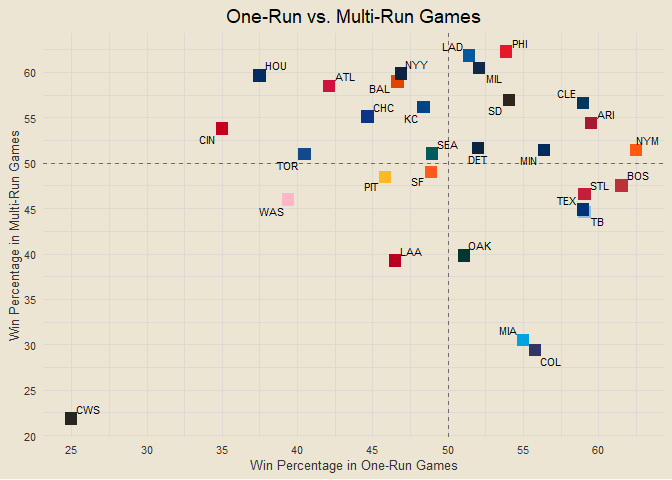 One-Run vs. Multi-Run Games
PHI
LAD
NYY
HOU
MIL
ATL
BAL
CLE
SD
CHC
KC
ARI
CIN
NYM
SEA
DET
MIN
TOR
BOS
SF
PIT
STL
TEX
WAS
TB
OAK
LAA
MIA
COL
CWS
60
55
50
45
40
35
30
25
20
Win Percentage in Multi-Run Games
25 30 35 40 45 50 55 60
Win Percentage in One-Run Games